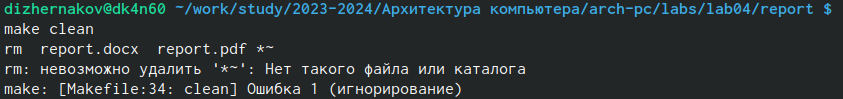 dizhernakov@dk4n60 ~/work/study/2023-2024/Архитектура компьютера/arch-pc/labs/lab04/report $
make clean
rm  report.docx  report.pdf *~
rm: невозможно удалить '*~': Нет такого файла или каталога
make: [Makefile:34: clean] Ошибка 1 (игнорирование)